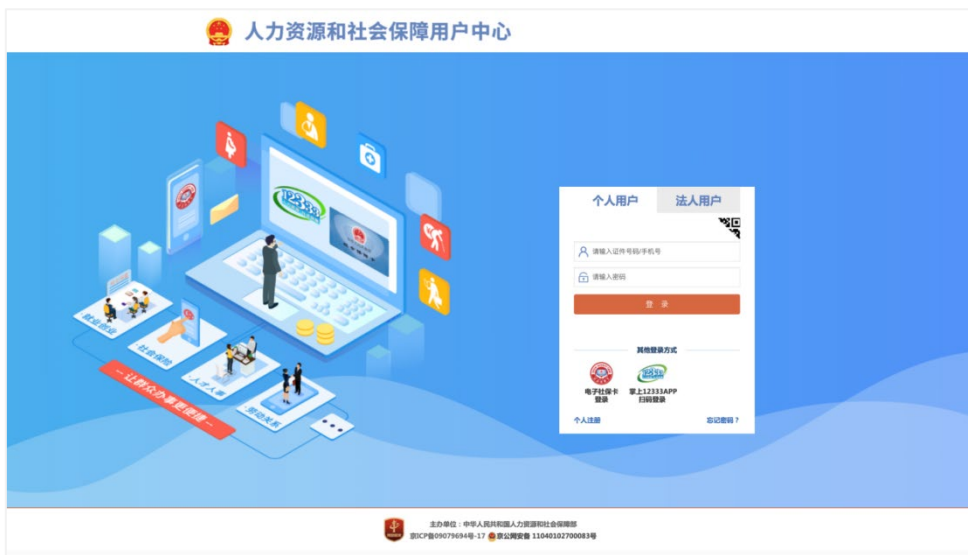 人力资源和社会保障用户中心
12333
就业创业
·社会保险
·人才人事
·劳动关系
--- 让群众办事更便捷 ---
个人用户
法人用户
请输入证件号码/手机号
请输入密码
登 录
其他登录方式
12333
电子社保卡
登录
掌上12333APP
扫码登录
个人注册
忘记密码？
主办单位：中华人民共和国人力资源和社会保障部
京ICP备09079694号-17 京公网安备 11040102700083号